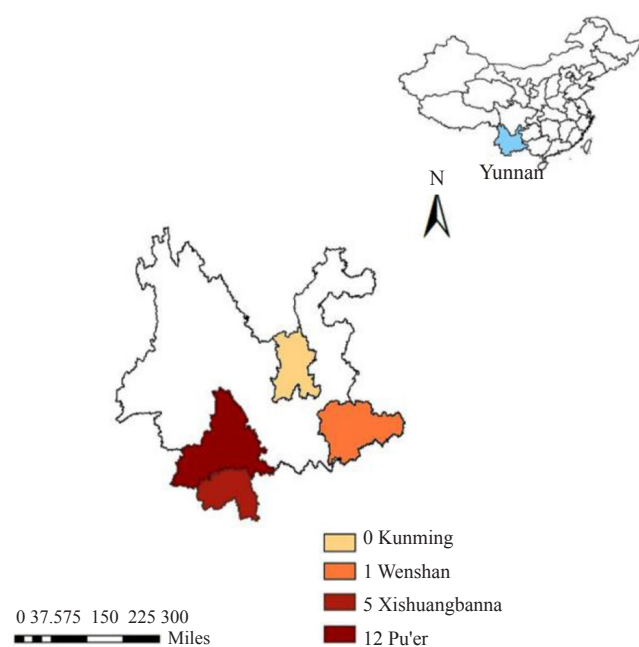 Yunnan
N
0 Kunming
1 Wenshan
5 Xishuangbanna
12 Pu'er
0 37.575 150 225 300
Miles